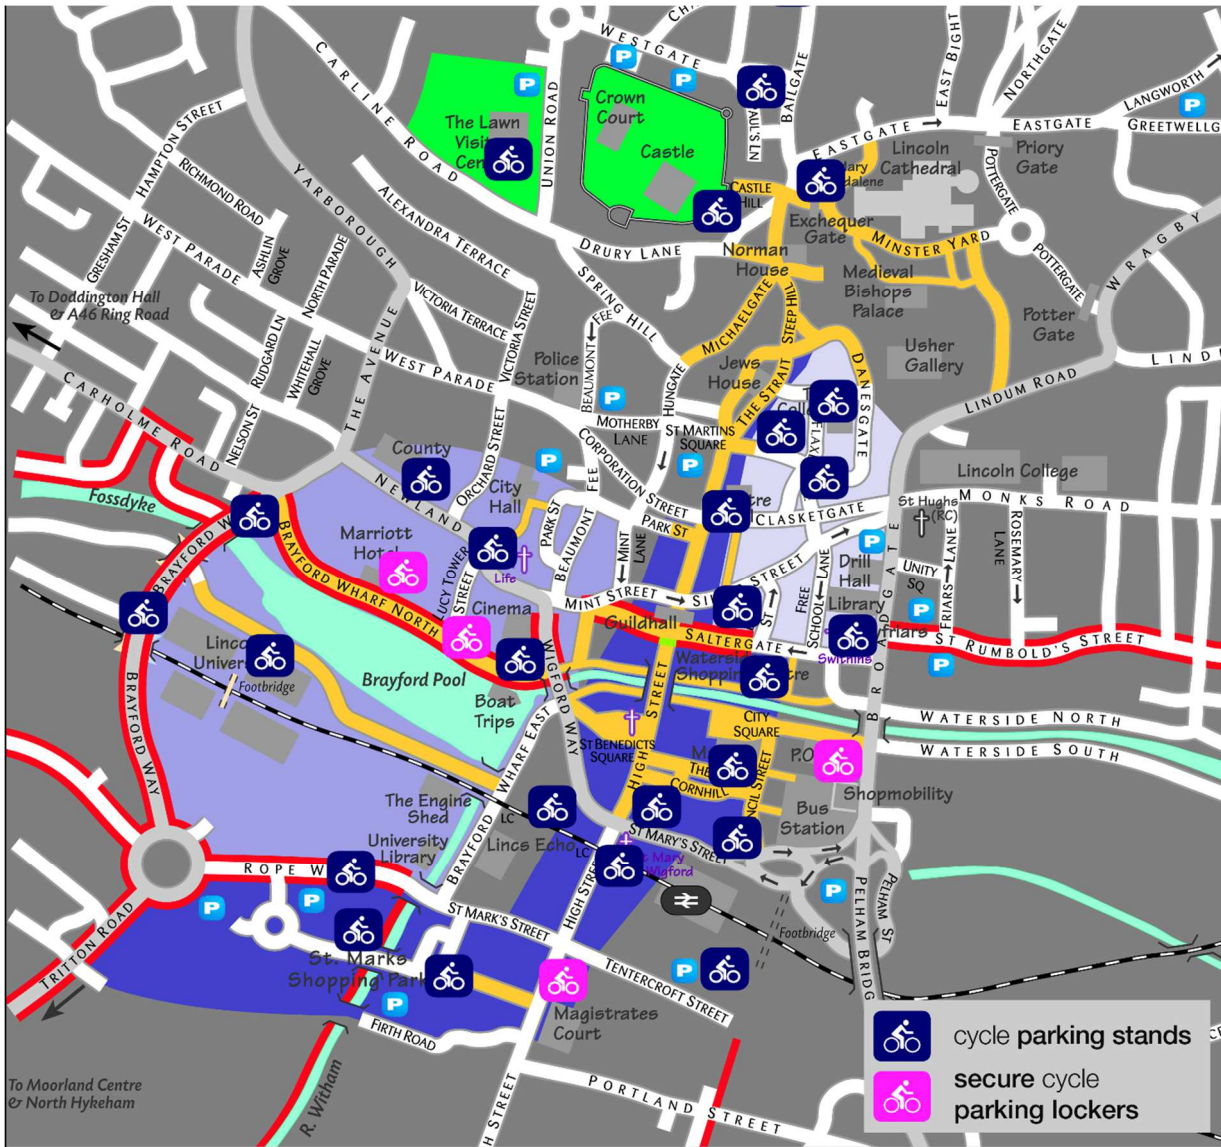 WESTGATE
CARLINE ROAD
UNION ROAD
BAILGATE
EAST BIGHT
NORTHGATE
LANGWORTH
P
P
P
P
Crown
Court
The Lawn
Castle
HAMPTON STREET
EASTGATE
EASTGATE
GREETWELLG
Lincoln
Cathedral
Priory
Gate
RICHMOND ROAD
YARBOROUGH
ALEXANDRA TERRACE
CASTLE
HILL
POTTERGATE
Exchequer
Gate
MINSTER YARD
GRESHAM ST
WEST PARADE
ASHLIN
GROVE
NORTH PARADE
DRURY LANE
Norman
House
Medieval
Bishops
Palace
POTTERGATE
WRAGBY
To Doddington Hall
& A46 Ring Road
VICTORIA TERRACE
VICTORIA STREET
SPRING HILL
MICHAELGATE
STEEP HILL
Potter
Gate
RUDGARD LN
WHITEHALL
GROVE
THE AVENUE
WEST PARADE
Police
Station
BEAUMONT FEE
HUNGATE
Jews
House
THE STRAIT
DANESGATE
Usher
Gallery
LINDUM ROAD
LINDU
CARHOLME ROAD
NELSON ST
P
MOTHERBY
LANE
ST MARTINS
SQUARE
CORPORATION STREET
County
NEWLAND
ORCHARD STREET
P
P
City
Hall
BEAUMONT FEE
PARK ST
PARK ST
CLASKETGATE
Lincoln College
MONKS ROAD
St Hughs
(RC)
Fossdyke
BRAYFORD WHARF NORTH
Marriott
LUCY TOWER
STREET
Life
MINT
LANE
MINT STREET
Cinema
Guildhall
FREE
SCHOOL LANE
P
Drill
Hall
Library
UNITY
SQ
FRIARS LANE
ROSEMARY
LANE
P
SALTERGATE
ST RUMBOLD'S STREET
P
Swithins
BROADGATE
Footbridge
Brayford Pool
Boat
Trips
WIGFORD WAY
BRAYFORD WAY
BRAYFORD WHARF EAST
ST BENEDICTS
SQUARE
HIGH STREET
CITY
SQUARE
WATERSIDE NORTH
WATERSIDE SOUTH
THE
CORNHILL
Shopmobility
Bus
Station
The Engine
Shed
University
Library
LC
LC
ST MARY'S STREET
Wigford
P
PELHAM ST
PELHAM BRIDG
Footbridge
P
P
TRITTON ROAD
ST MARK'S STREET
HIGH STREET
St. Marks
Shopping Park
P
TENTERCROFT STREET
P
FIRTH ROAD
Magistrates
Court
R. Witham
PORTLAND STREET
H STREET
To Moorland Centre
& North Hykeham
cycle parking stands
secure cycle
parking lockers